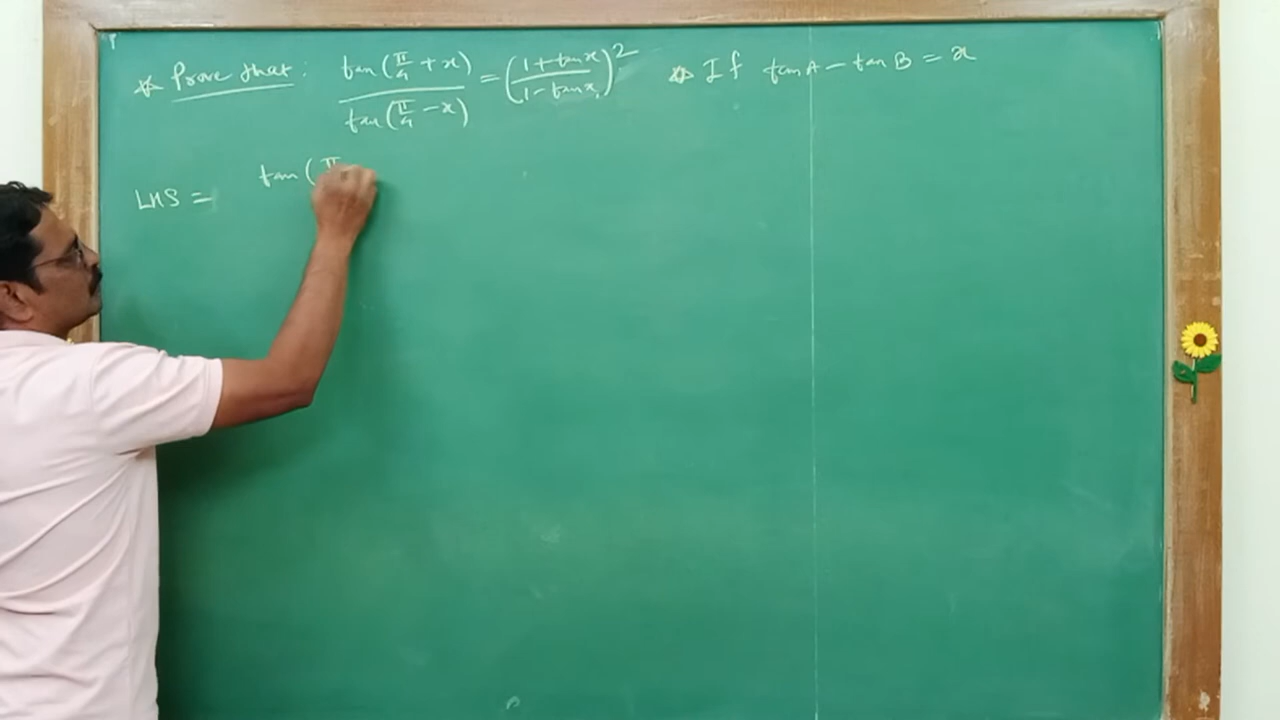 * Prove that: tan(π/4 + x) / tan(π/4 − x) = ((1 + tan x) / (1 − tan x))²
* If tan A − tan B = x
LHS = tan(π